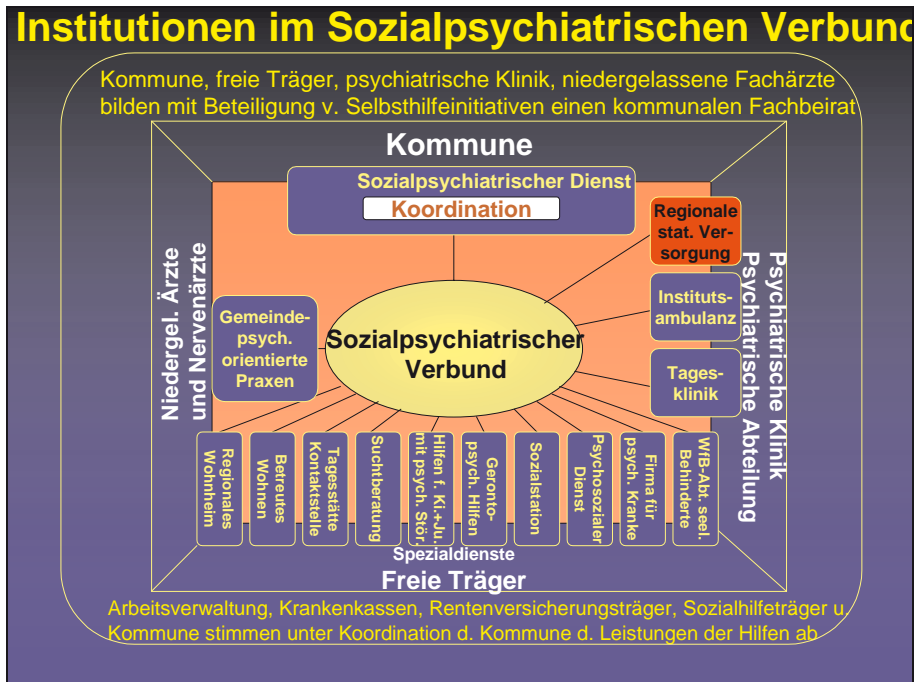 Institutionen im Sozialpsychiatrischen Verbund
Kommune, freie Träger, psychiatrische Klinik, niedergelassene Fachärzte
bilden mit Beteiligung v. Selbsthilfeinitiativen einen kommunalen Fachbeirat
Kommune
Sozialpsychiatrischer Dienst
Koordination
Niedergel. Ärzte
und Nervenärzte
Gemeinde-
psych.
orientierte
Praxen
Sozialpsychiatrischer
Verbund
Regionale
stat. Ver-
sorgung
Instituts-
ambulanz
Tages-
klinik
Psychiatrische Klinik
Psychiatrische Abteilung
Regionales
Wohnheim
Betreutes
Wohnen
Tagesstätte
Kontaktstelle
Suchtberatung
Hilfen f. Ki.+Ju.
mit psych. Stör.
Geronto-
psych. Hilfen
Sozialstation
Psychosozialer
Dienst
Firma für
psych. Kranke
WfB-Abt. seel.
Behinderte
Spezialdienste
Freie Träger
Arbeitsverwaltung, Krankenkassen, Rentenversicherungsträger, Sozialhilfeträger u.
Kommune stimmen unter Koordination d. Kommune d. Leistungen der Hilfen ab